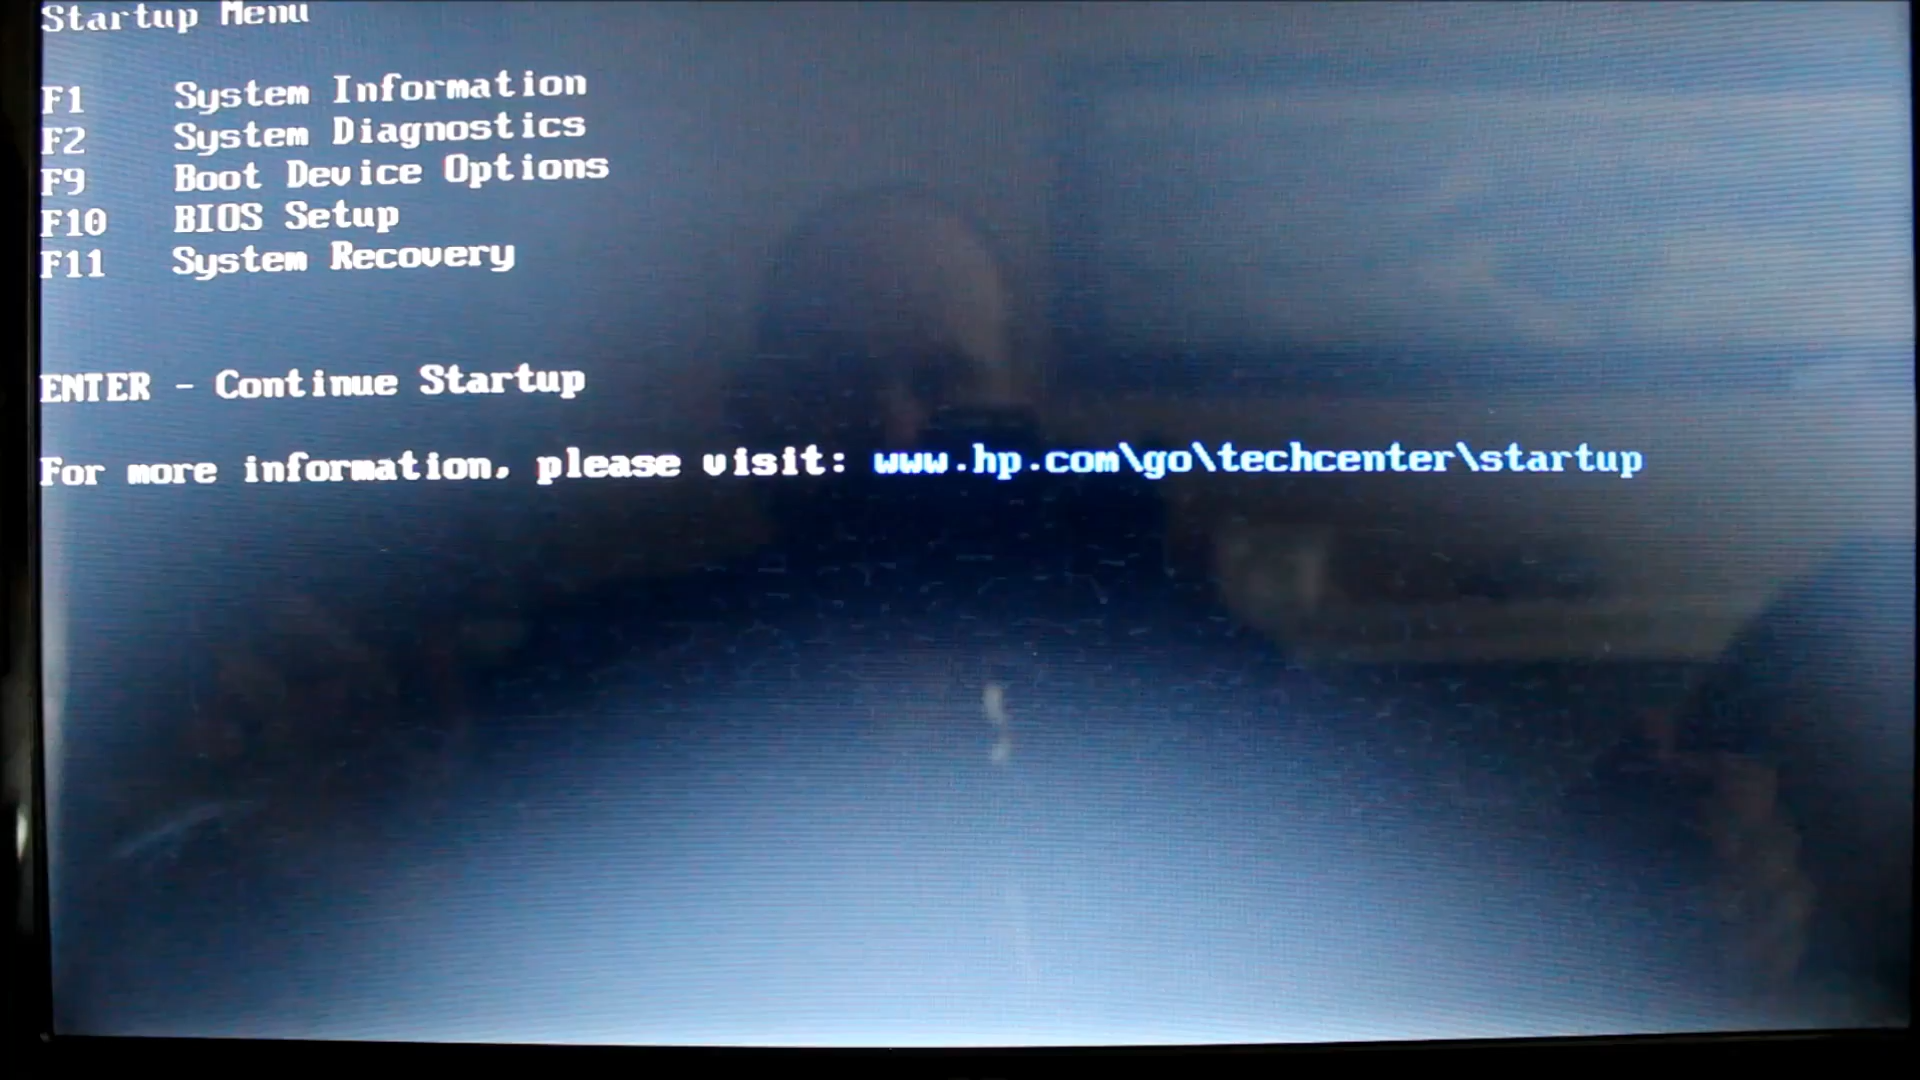 Startup Menu
F1 System Information
F2 System Diagnostics
F9 Boot Device Options
F10 BIOS Setup
F11 System Recovery
ENTER - Continue Startup
For more information, please visit: www.hp.com\go\techcenter\startup